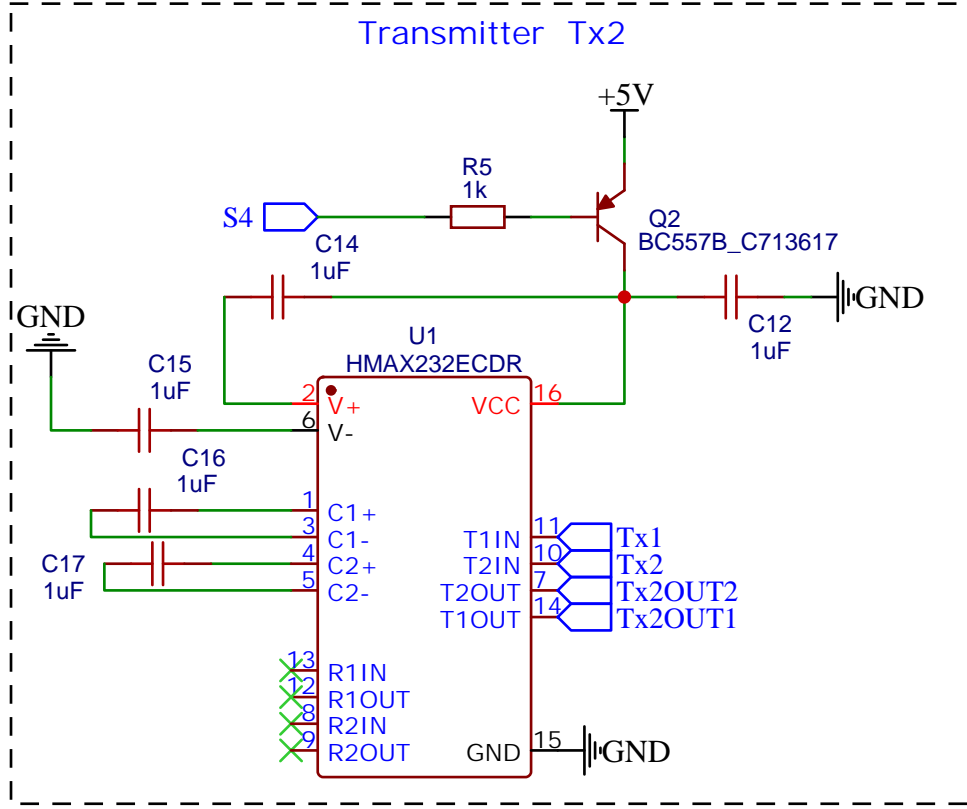 Transmitter Tx2
+5V
R5
1k
S4
Q2
BC557B_C713617
C14
1uF
GND
GND
C12
1uF
U1
HMAX232ECDR
C15
1uF
2
V+
VCC
16
6
V-
C16
1uF
1
C1+
3
C1-
T1IN
11
Tx1
C17
1uF
4
C2+
T2IN
10
Tx2
5
C2-
T2OUT
7
Tx2OUT2
T1OUT
14
Tx2OUT1
13
R1IN
12
R1OUT
8
R2IN
9
R2OUT
GND
15
GND